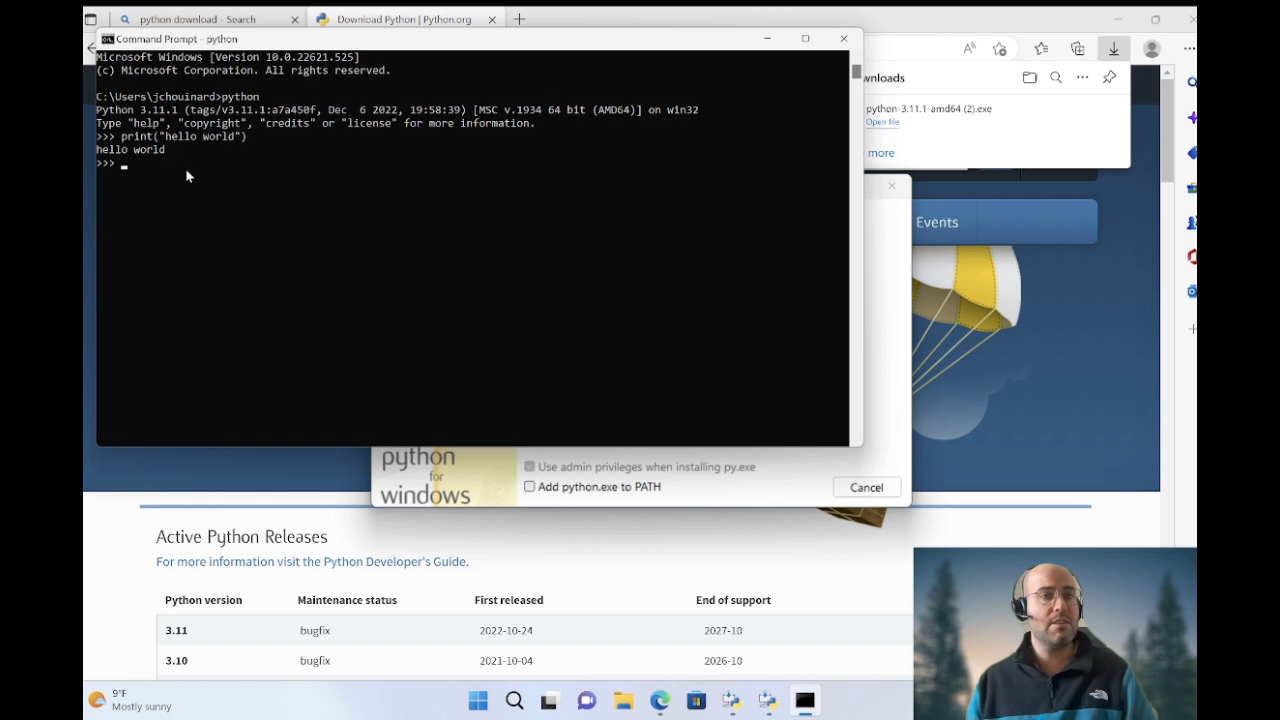 python download - Search
Download Python | Python.org
Command Prompt - python
Microsoft Windows [Version 10.0.22621.525]
(c) Microsoft Corporation. All rights reserved.
C:\Users\jchouinard>python
Python 3.11.1 (tags/v3.11.1:a7a450f, Dec  6 2022, 19:58:39) [MSC v.1934 64 bit (AMD64)] on win32
Type "help", "copyright", "credits" or "license" for more information.
>>> print("hello world")
hello world
>>>
wnloads
python-3.11.1-amd64 (2).exe
Open file
more
Events
python
for
windows
Use admin privileges when installing py.exe
Add python.exe to PATH
Cancel
Active Python Releases
For more information visit the Python Developer's Guide.
Python version Maintenance status First released End of support
3.11 bugfix 2022-10-24 2027-10
3.10 bugfix 2021-10-04 2026-10
9°F
Mostly sunny